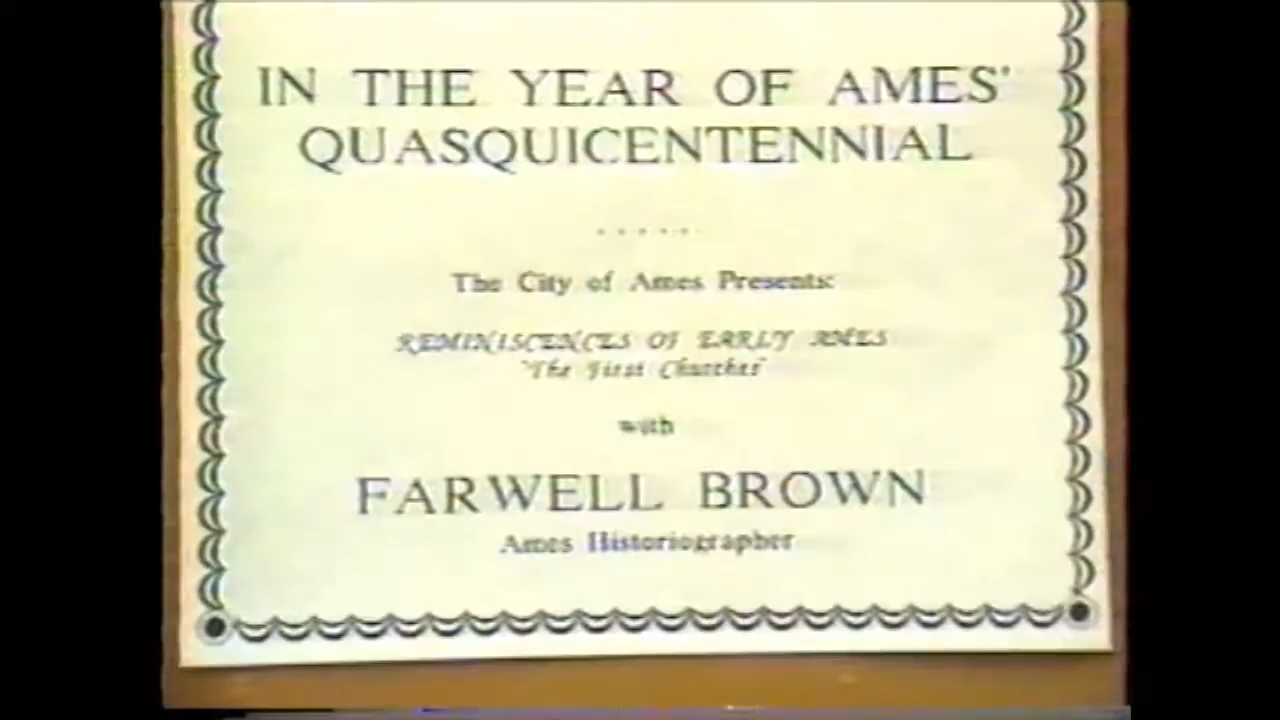 IN THE YEAR OF AMES'
QUASQUICENTENNIAL
. . . . . .
The City of Ames Presents:
REMINISCENCES OF EARLY AMES
"The First Churches"
with
FARWELL BROWN
Ames Historiographer